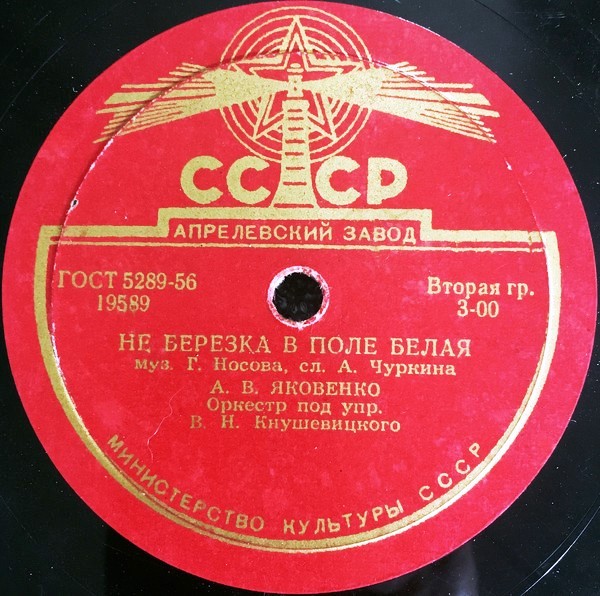 СССР
АПРЕЛЕВСКИЙ ЗАВОД
ГОСТ 5289-56
19589
Вторая гр.
3-00
НЕ БЕРЕЗКА В ПОЛЕ БЕЛАЯ
муз. Г. Носова, сл. А. Чуркина
А. В. ЯКОВЕНКО
Оркестр под упр.
В. Н. Кнушевицкого
МИНИСТЕРСТВО КУЛЬТУРЫ СССР